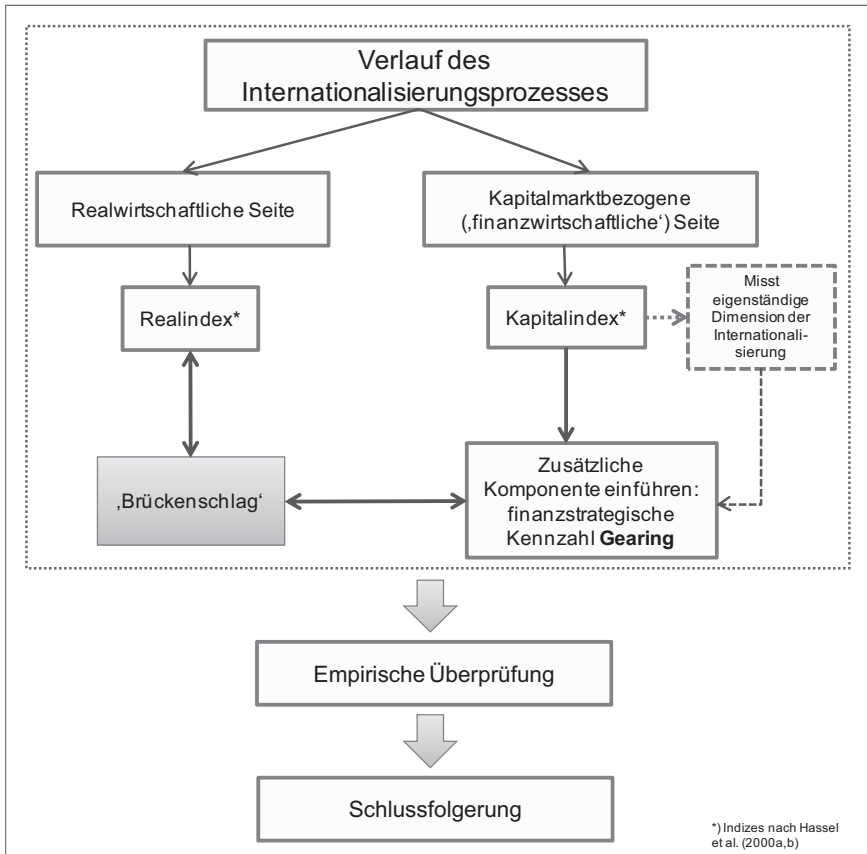 Verlauf des
Internationalisierungsprozesses
Realwirtschaftliche Seite
Kapitalmarktbezogene
(‚finanzwirtschaftliche‘) Seite
Realindex*
Kapitalindex*
Misst
eigenständige
Dimension der
Internationali-
sierung
‚Brückenschlag‘
Zusätzliche
Komponente einführen:
finanzstrategische
Kennzahl Gearing
Empirische Überprüfung
Schlussfolgerung
*) Indizes nach Hassel
et al. (2000a,b)